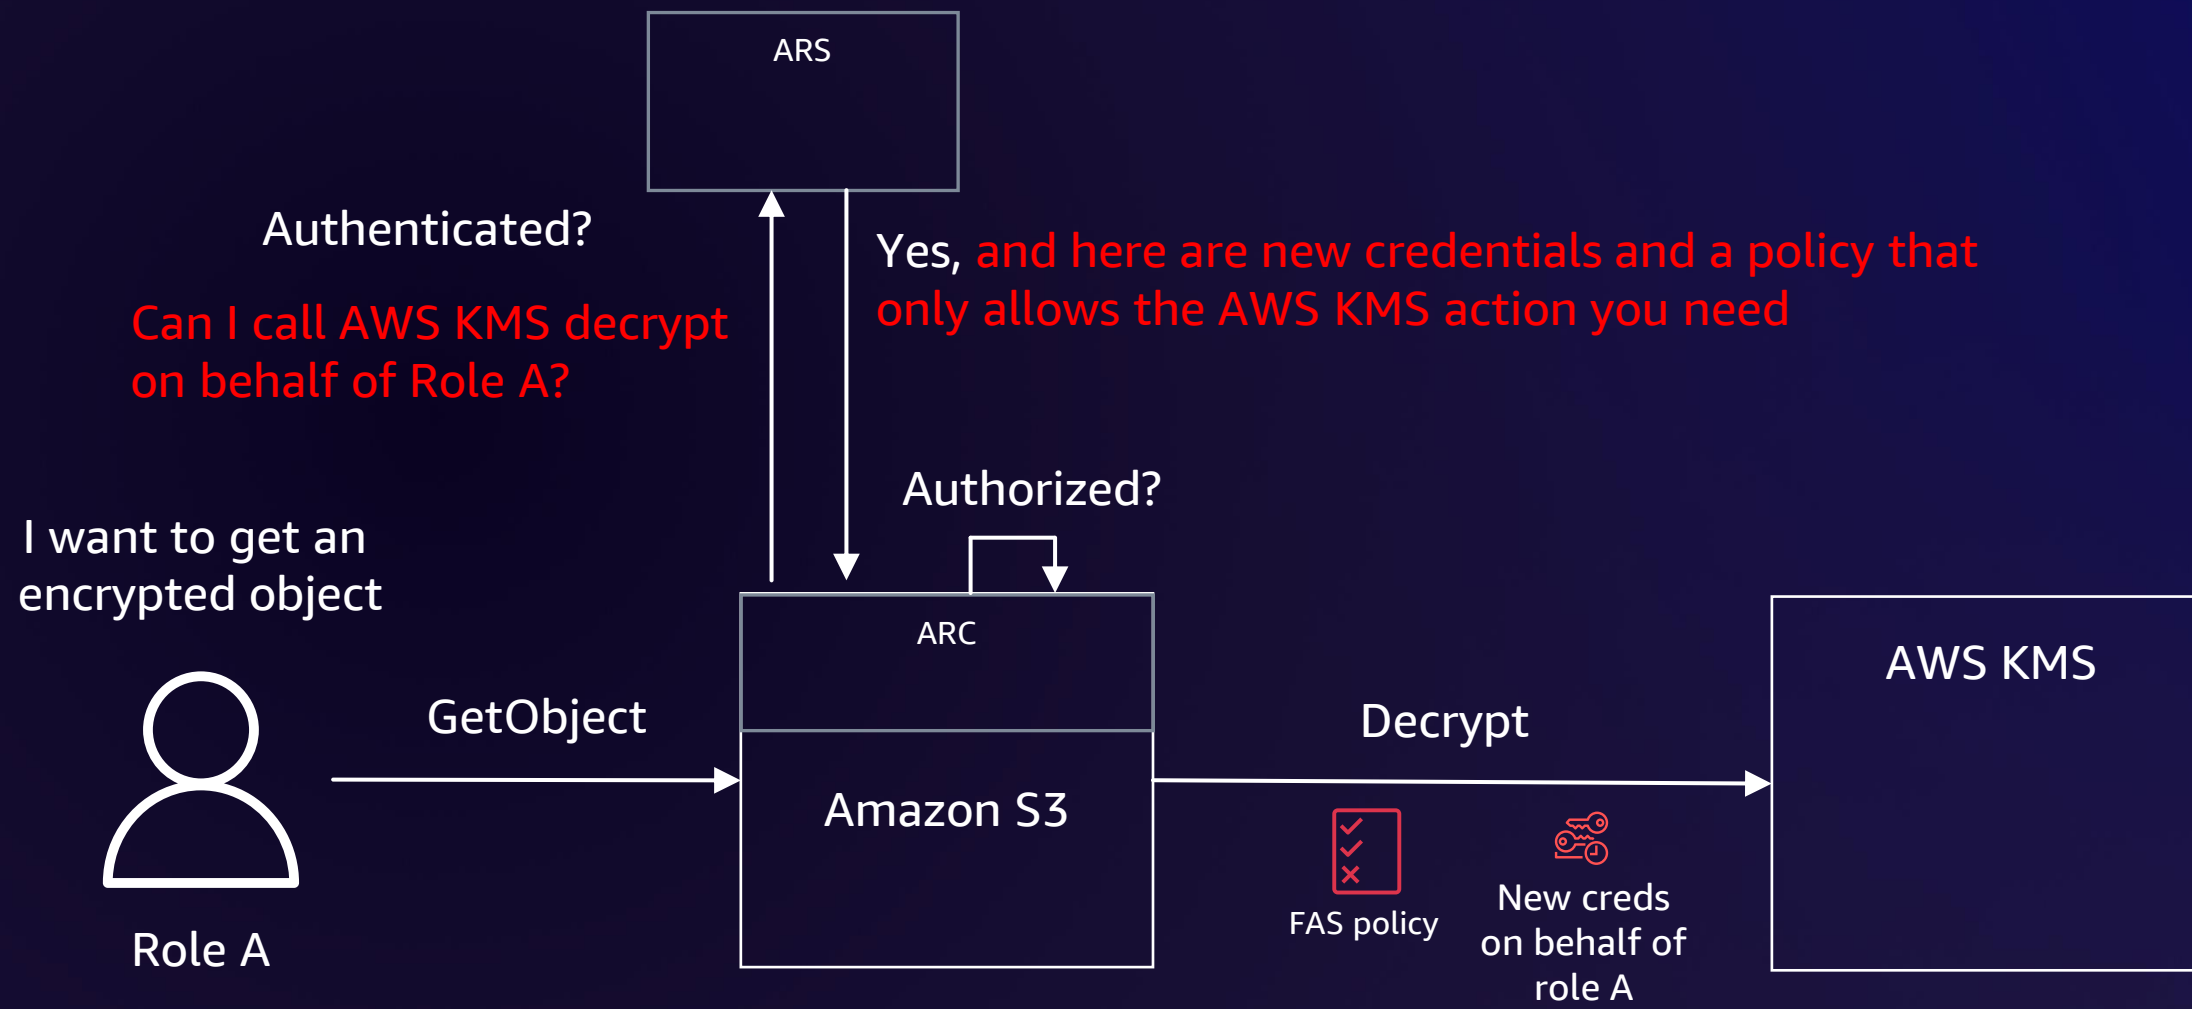 ARS
Authenticated?
Can I call AWS KMS decrypt
on behalf of Role A?
Yes, and here are new credentials and a policy that
only allows the AWS KMS action you need
Authorized?
I want to get an
encrypted object
ARC
GetObject
Amazon S3
Role A
Decrypt
FAS policy
New creds
on behalf of
role A
AWS KMS